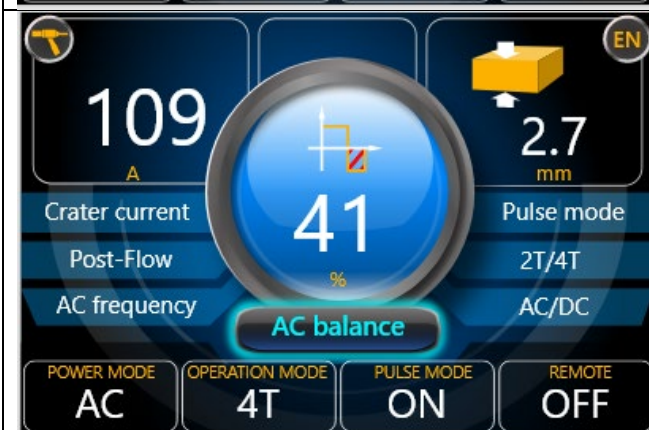 EN
109
A
2.7
mm
41
%
Crater current
Pulse mode
Post-Flow
2T/4T
AC frequency
AC/DC
AC balance
POWER MODE
AC
OPERATION MODE
4T
PULSE MODE
ON
REMOTE
OFF